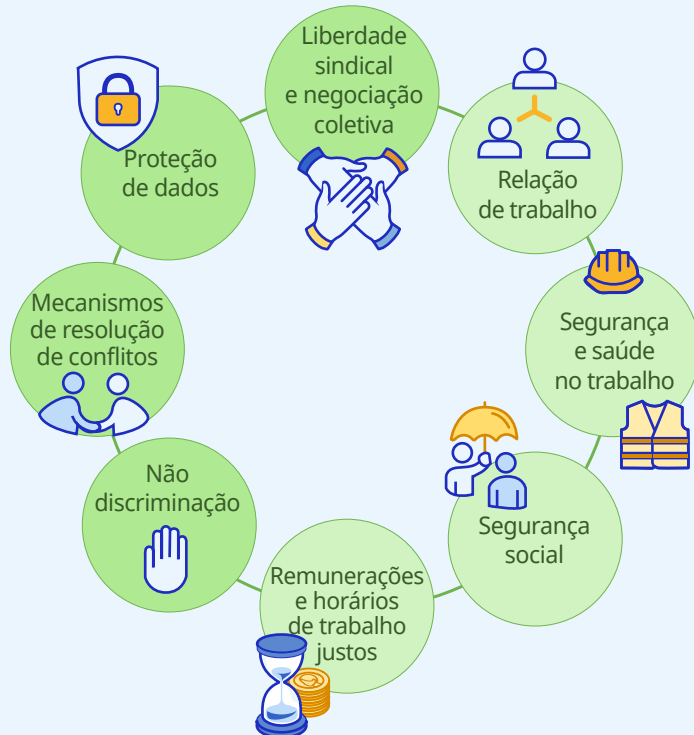 Liberdade
sindical
e negociação
coletiva
Relação
de trabalho
Segurança
e saúde
no trabalho
Segurança
social
Remunerações
e horários
de trabalho
justos
Não
discriminação
Mecanismos
de resolução
de conflitos
Proteção
de dados